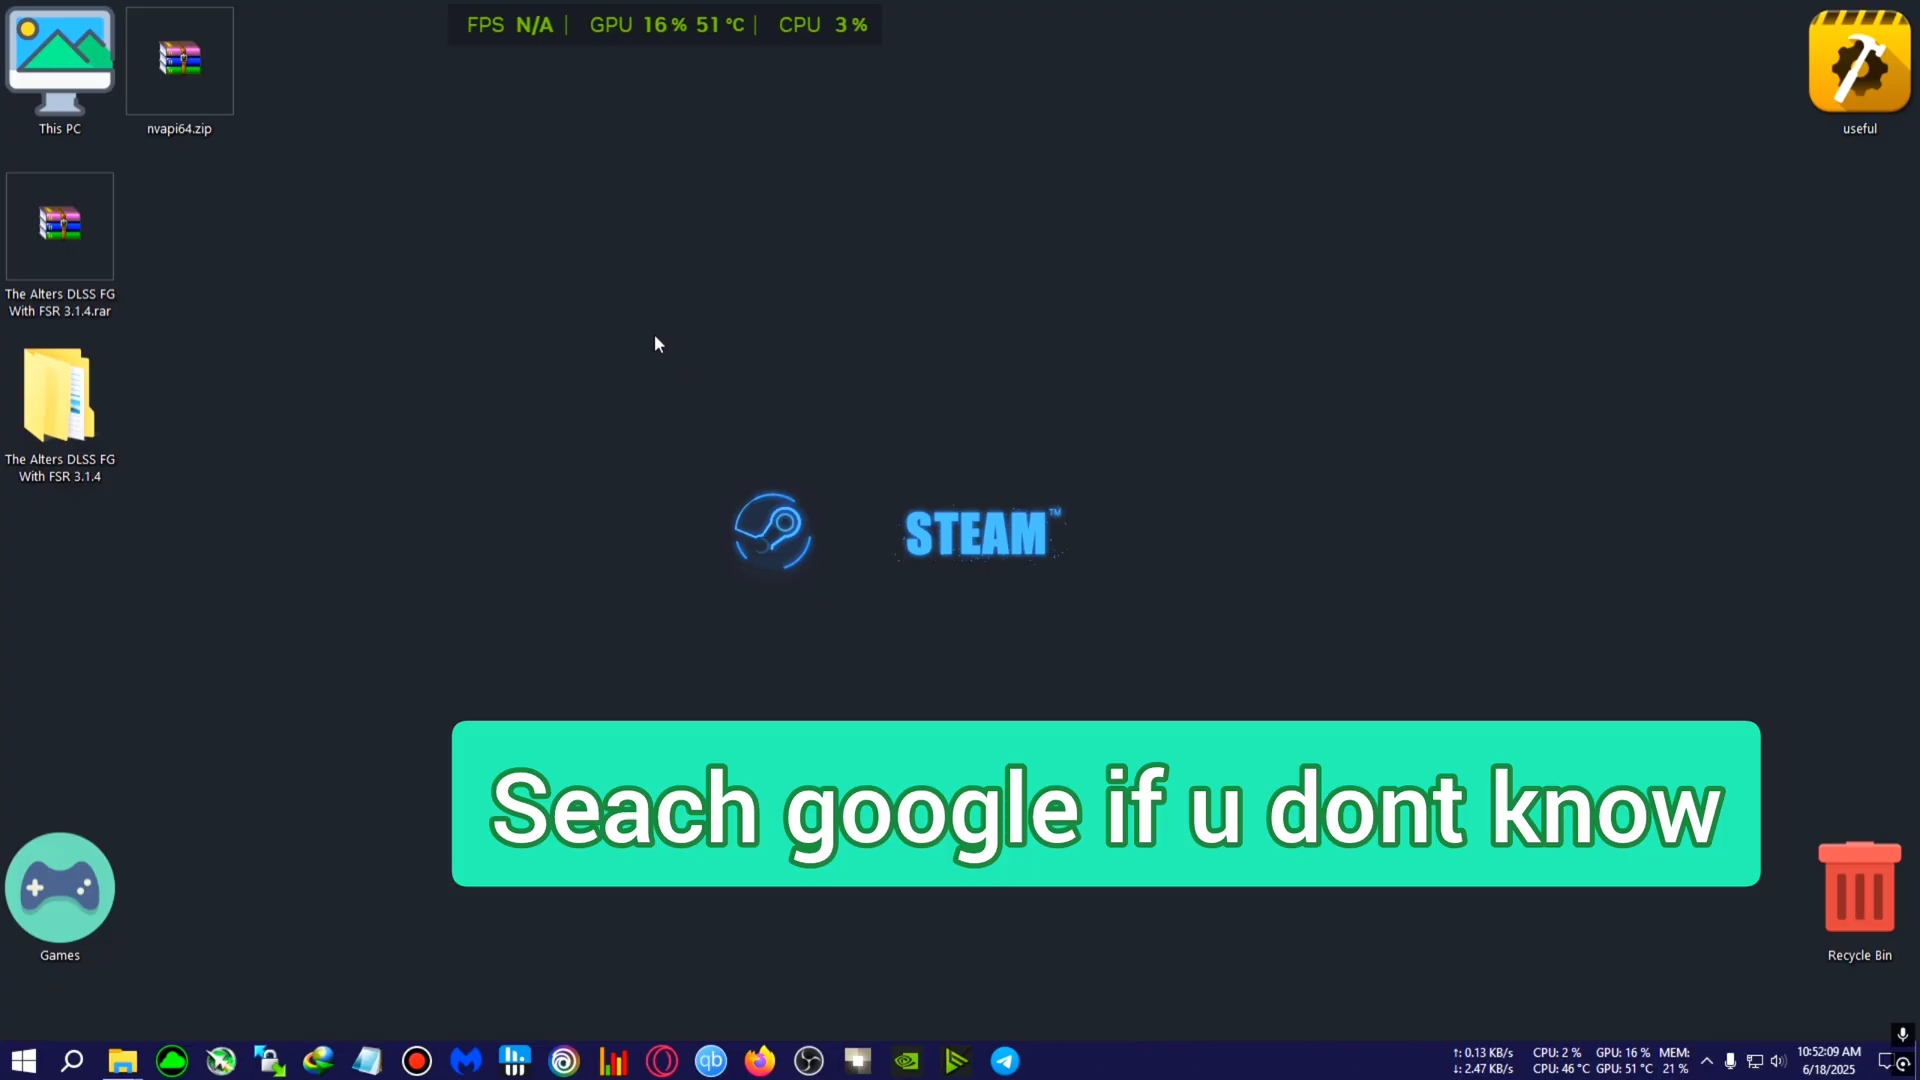 FPS N/A | GPU 16 % 51 °C | CPU 3 %
This PC
nvapi64.zip
useful
The Alters DLSS FG
With FSR 3.1.4.rar
The Alters DLSS FG
With FSR 3.1.4
STEAM™
Seach google if u dont know
Games
Recycle Bin
qb
↑: 0.13 KB/s CPU: 2 % GPU: 16 % MEM:
↓: 2.47 KB/s CPU: 46 °C GPU: 51 °C 21 %
10:52:09 AM
6/18/2025